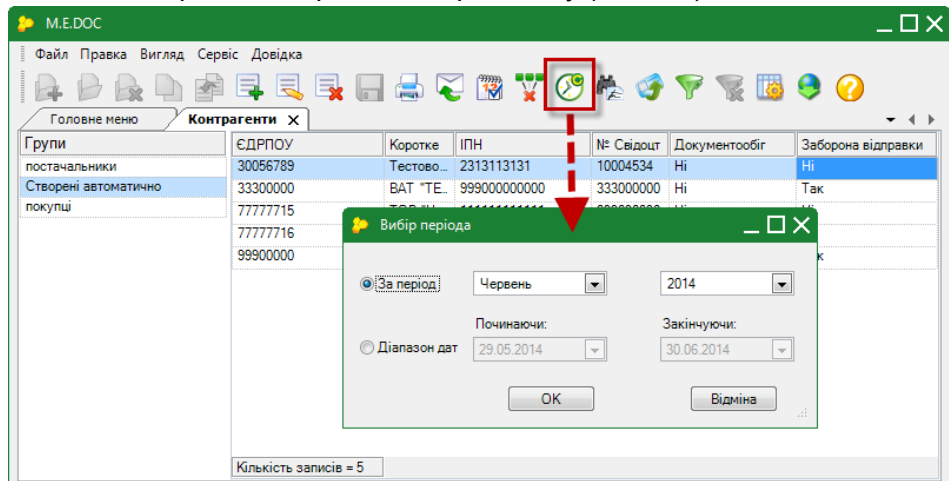 M.E.DOC
Файл Правка Вигляд Сервіс Довідка
Головне меню Контрагенти X
Групи
постачальники
Створені автоматично
покупці
ЄДРПОУ Коротке ІПН № Свідоцт Документообіг Заборона відправки
30056789 Тестово... 2313113131 10004534 Ні Ні
33300000 ВАТ "ТЕ... 999000000000 333000000 Ні Так
77777715
77777716
99900000
Вибір періода
За період Червень 2014
Починаючи: Закінчуючи:
Діапазон дат 29.05.2014 30.06.2014
OK Відміна
Кількість записів = 5